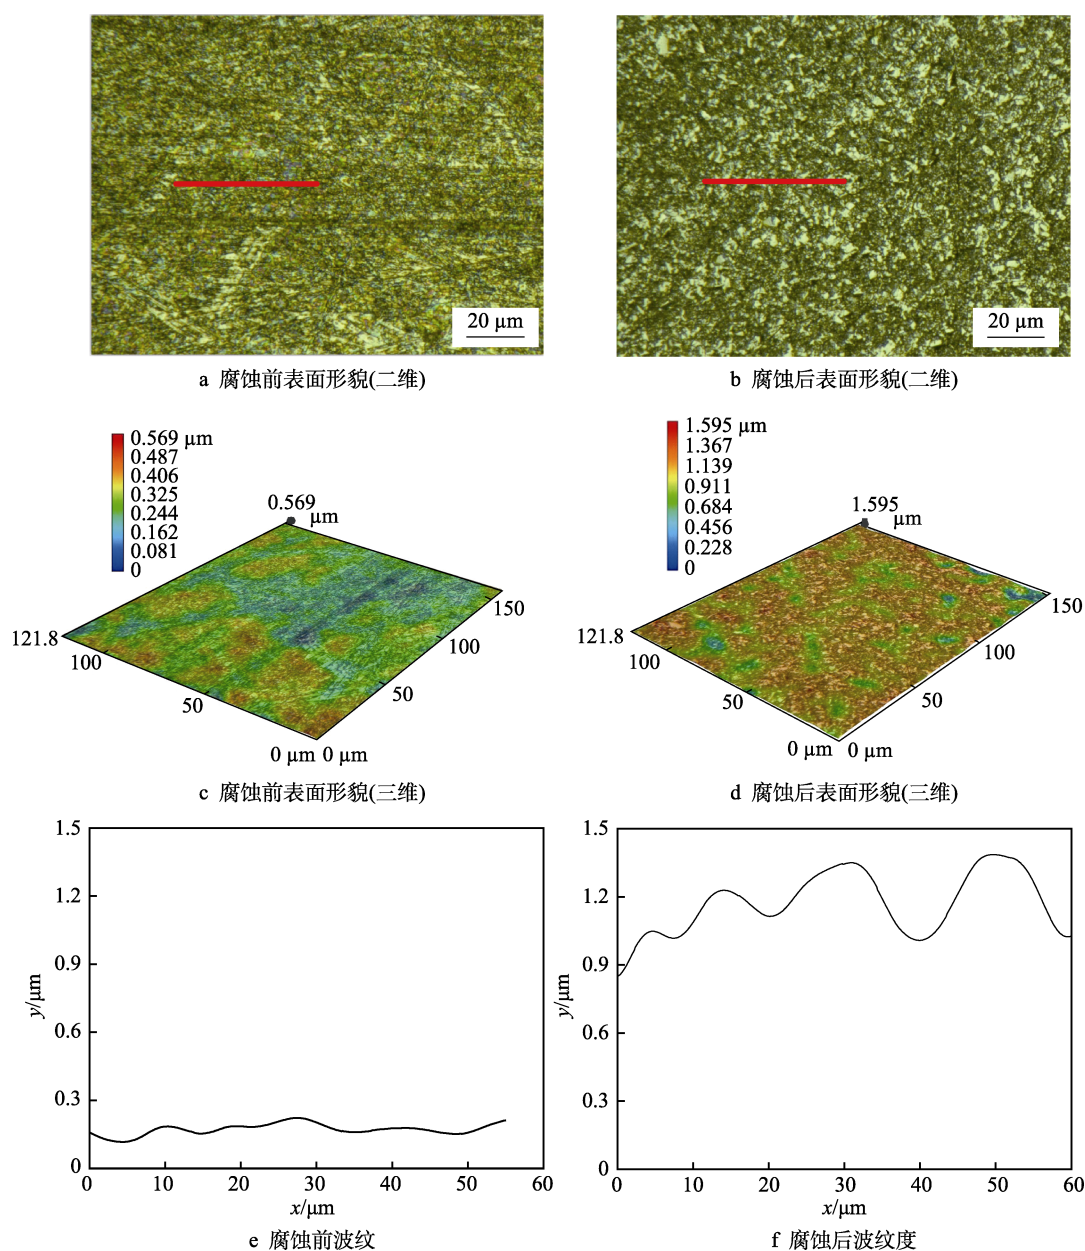 20 μm
20 μm
a 腐蚀前表面形貌(二维)
b 腐蚀后表面形貌(二维)
0.569 μm
0.487
0.406
0.325
0.244
0.162
0.081
0
0.569
μm
121.8
100
50
0 μm
0 μm
50
100
150
1.595 μm
1.367
1.139
0.911
0.684
0.456
0.228
0
1.595
μm
121.8
100
50
0 μm
0 μm
50
100
150
c 腐蚀前表面形貌(三维)
d 腐蚀后表面形貌(三维)
1.5
1.2
0.9
0.6
0.3
0
y/μm
0 10 20 30 40 50 60
x/μm
e 腐蚀前波纹
1.5
1.2
0.9
0.6
0.3
0
y/μm
0 10 20 30 40 50 60
x/μm
f 腐蚀后波纹度